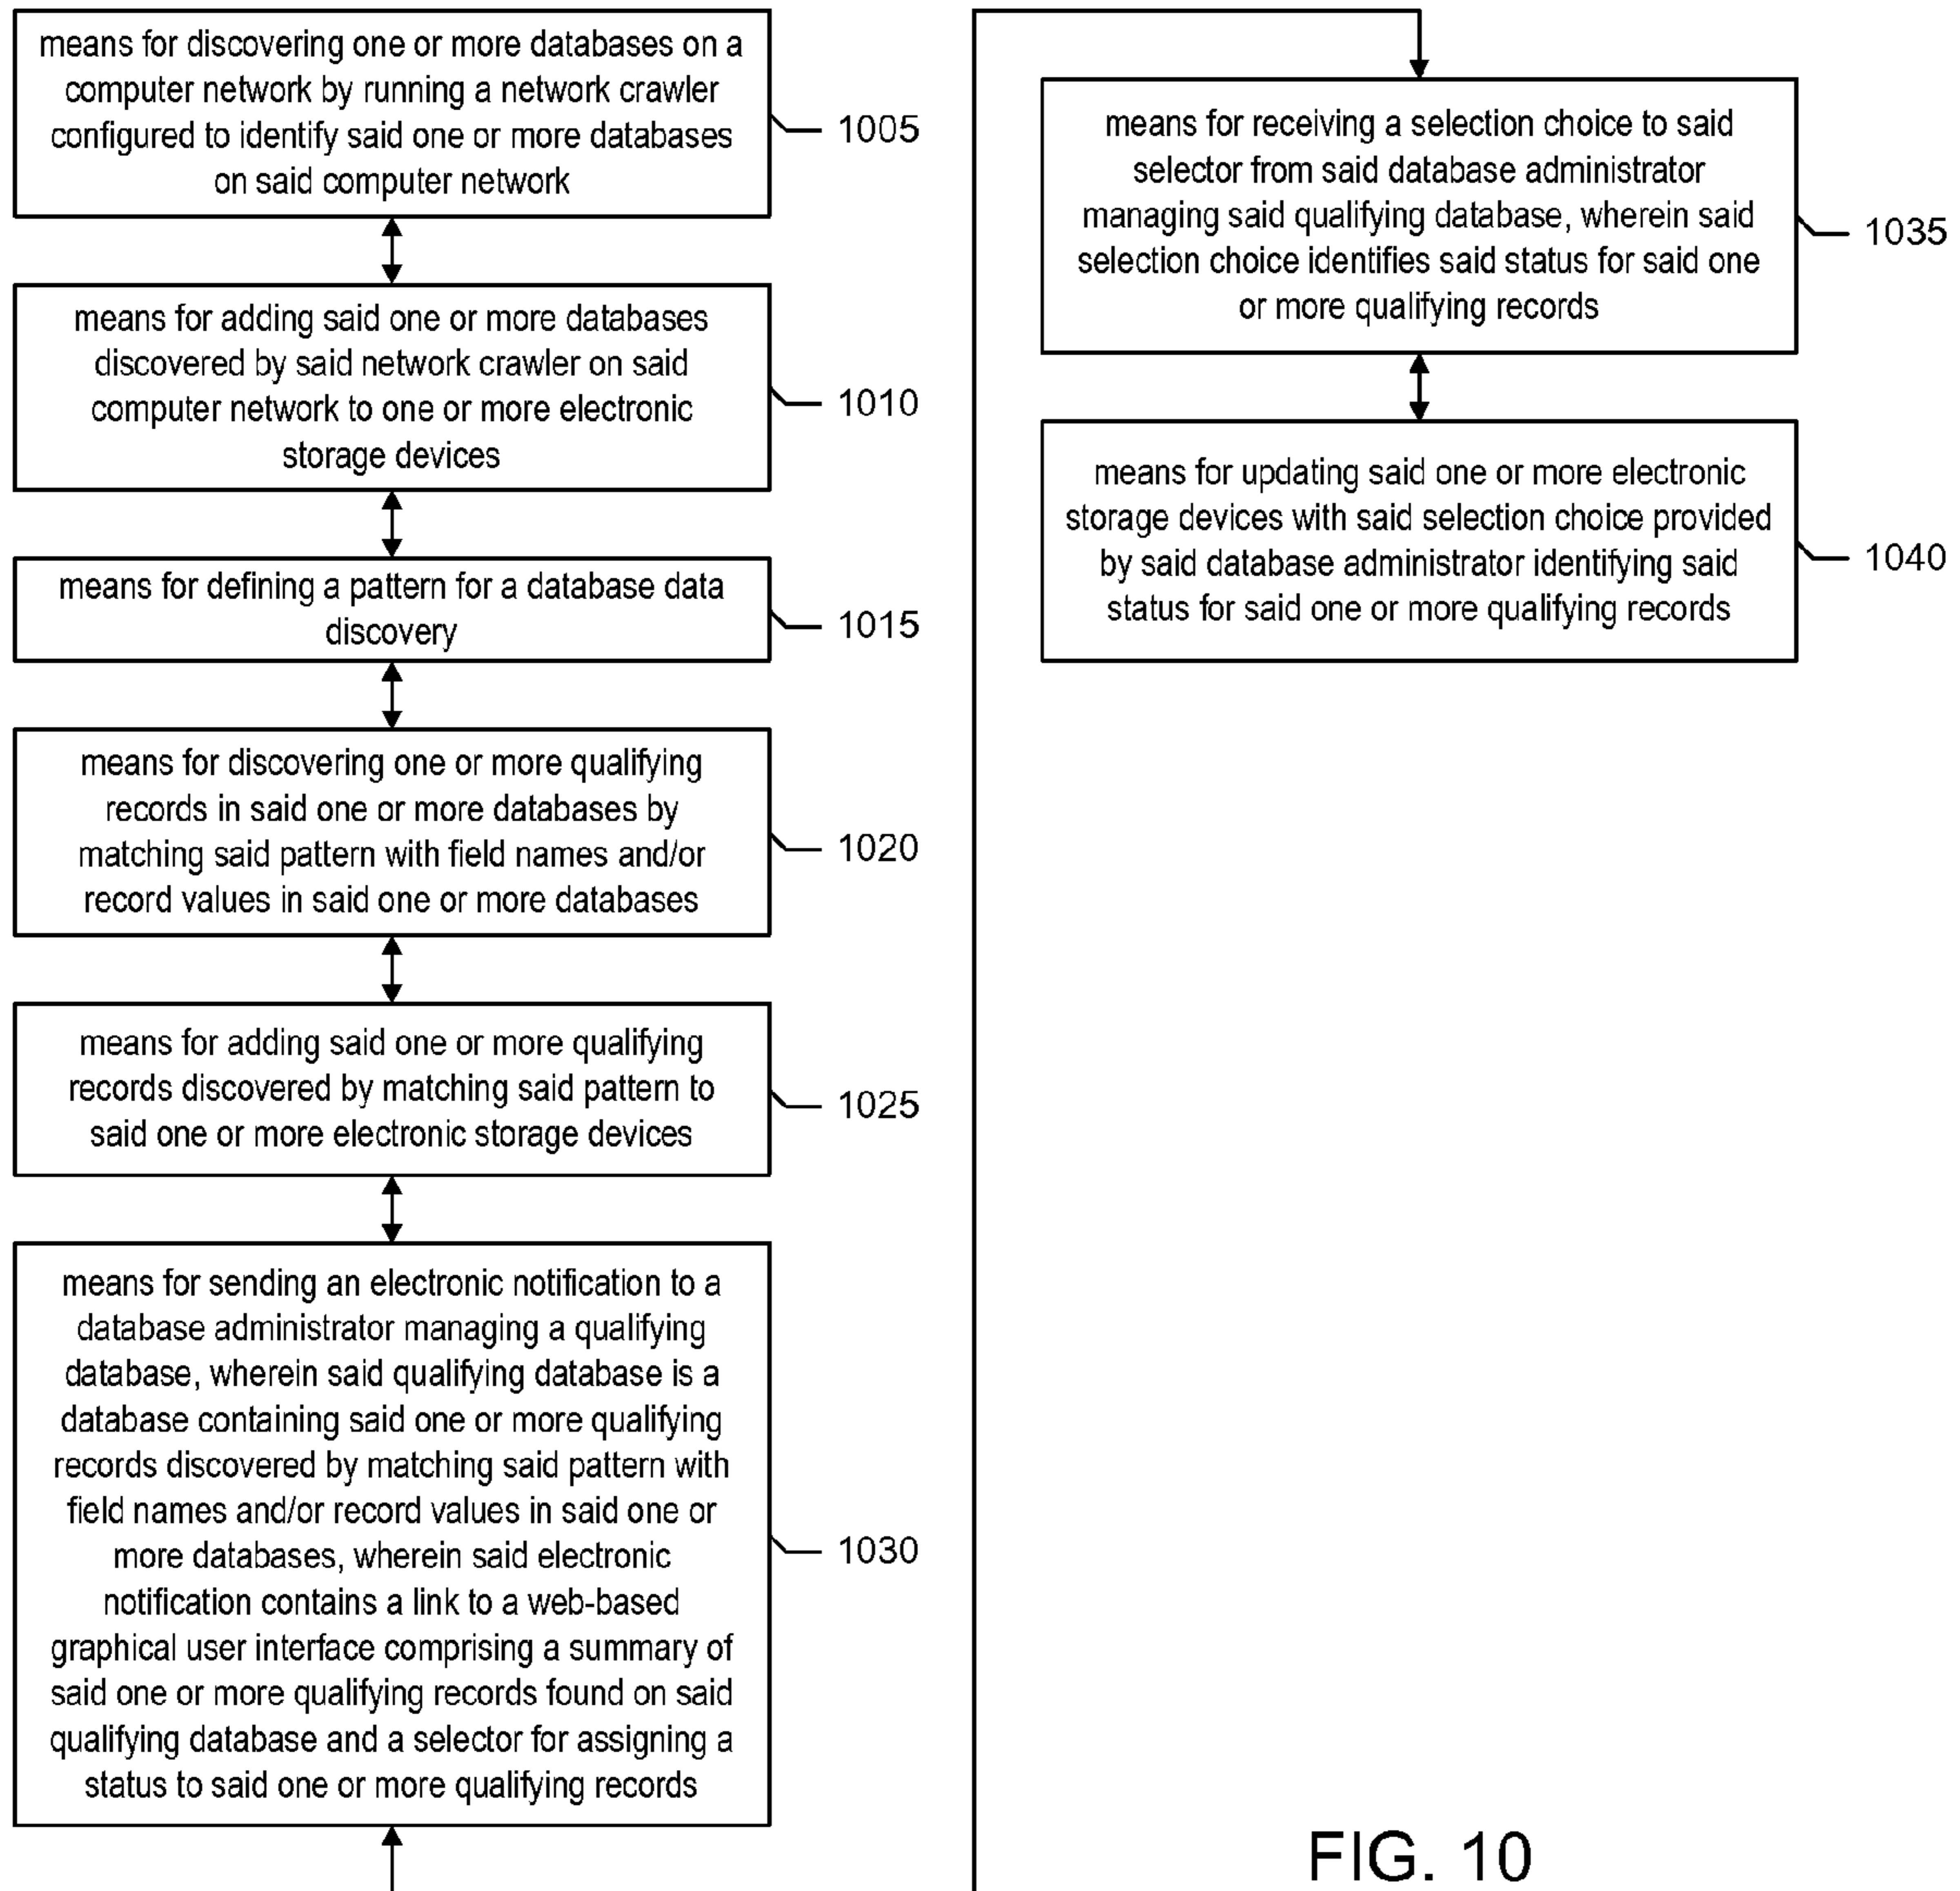 means for discovering one or more databases on a
computer network by running a network crawler
configured to identify said one or more databases
on said computer network
1005
means for adding said one or more databases
discovered by said network crawler on said
computer network to one or more electronic
storage devices
1010
means for defining a pattern for a database data
discovery
1015
means for discovering one or more qualifying
records in said one or more databases by
matching said pattern with field names and/or
record values in said one or more databases
1020
means for adding said one or more qualifying
records discovered by matching said pattern to
said one or more electronic storage devices
1025
means for sending an electronic notification to a
database administrator managing a qualifying
database, wherein said qualifying database is a
database containing said one or more qualifying
records discovered by matching said pattern with
field names and/or record values in said one or
more databases, wherein said electronic
notification contains a link to a web-based
graphical user interface comprising a summary of
said one or more qualifying records found on said
qualifying database and a selector for assigning a
status to said one or more qualifying records
1030
means for receiving a selection choice to said
selector from said database administrator
managing said qualifying database, wherein said
selection choice identifies said status for said one
or more qualifying records
1035
means for updating said one or more electronic
storage devices with said selection choice provided
by said database administrator identifying said
status for said one or more qualifying records
1040
FIG. 10